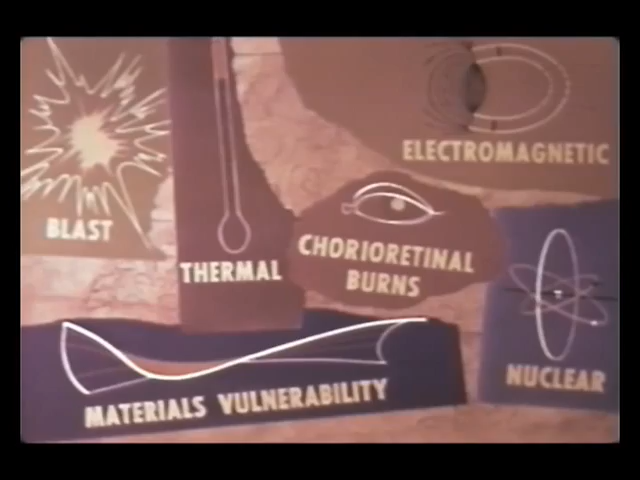 ELECTROMAGNETIC
BLAST
THERMAL
CHORIORETINAL
BURNS
NUCLEAR
MATERIALS VULNERABILITY